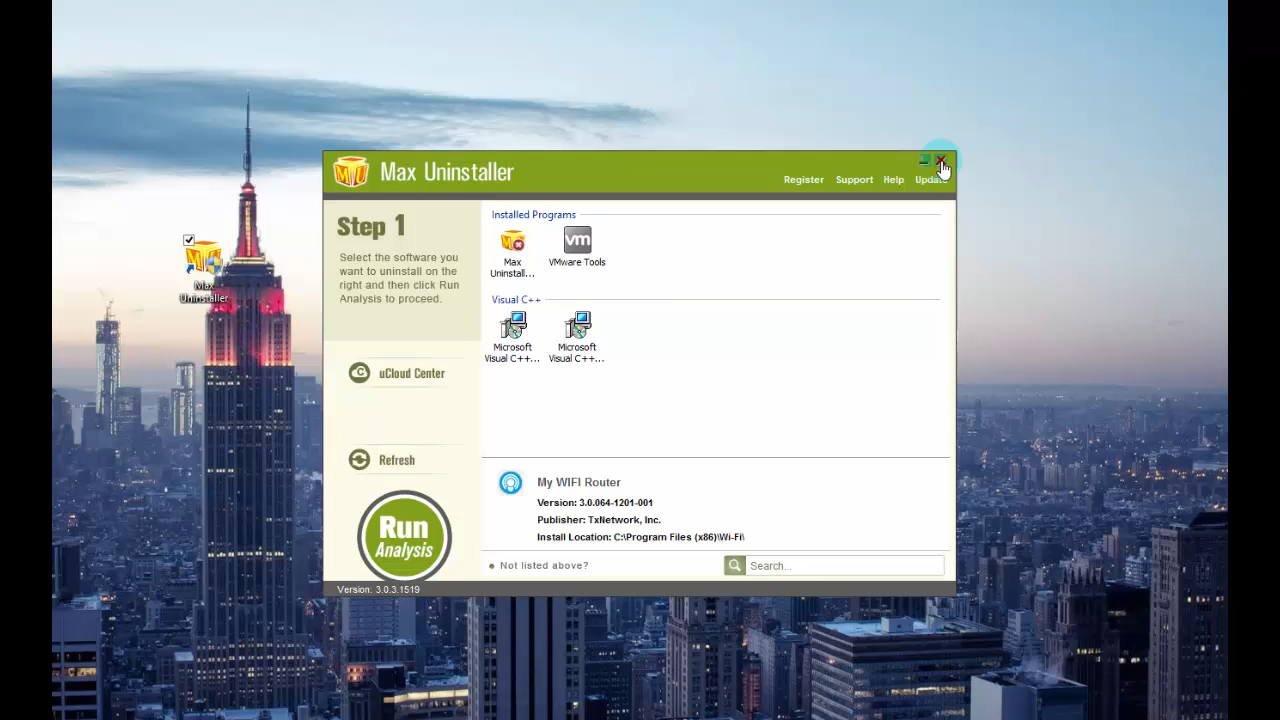 Max Uninstaller
Register Support Help Update
Step 1
Select the software you
want to uninstall on the
right and then click Run
Analysis to proceed.
uCloud Center
Refresh
Run
Analysis
Version: 3.0.3.1519
Installed Programs
Max
Uninstall...
VMware Tools
Visual C++
Microsoft
Visual C++...
Microsoft
Visual C++...
My WIFI Router
Version: 3.0.064-1201-001
Publisher: TxNetwork, Inc.
Install Location: C:\Program Files (x86)\Wi-Fi\
Not listed above?
Search...
Max
Uninstaller
MU
vm